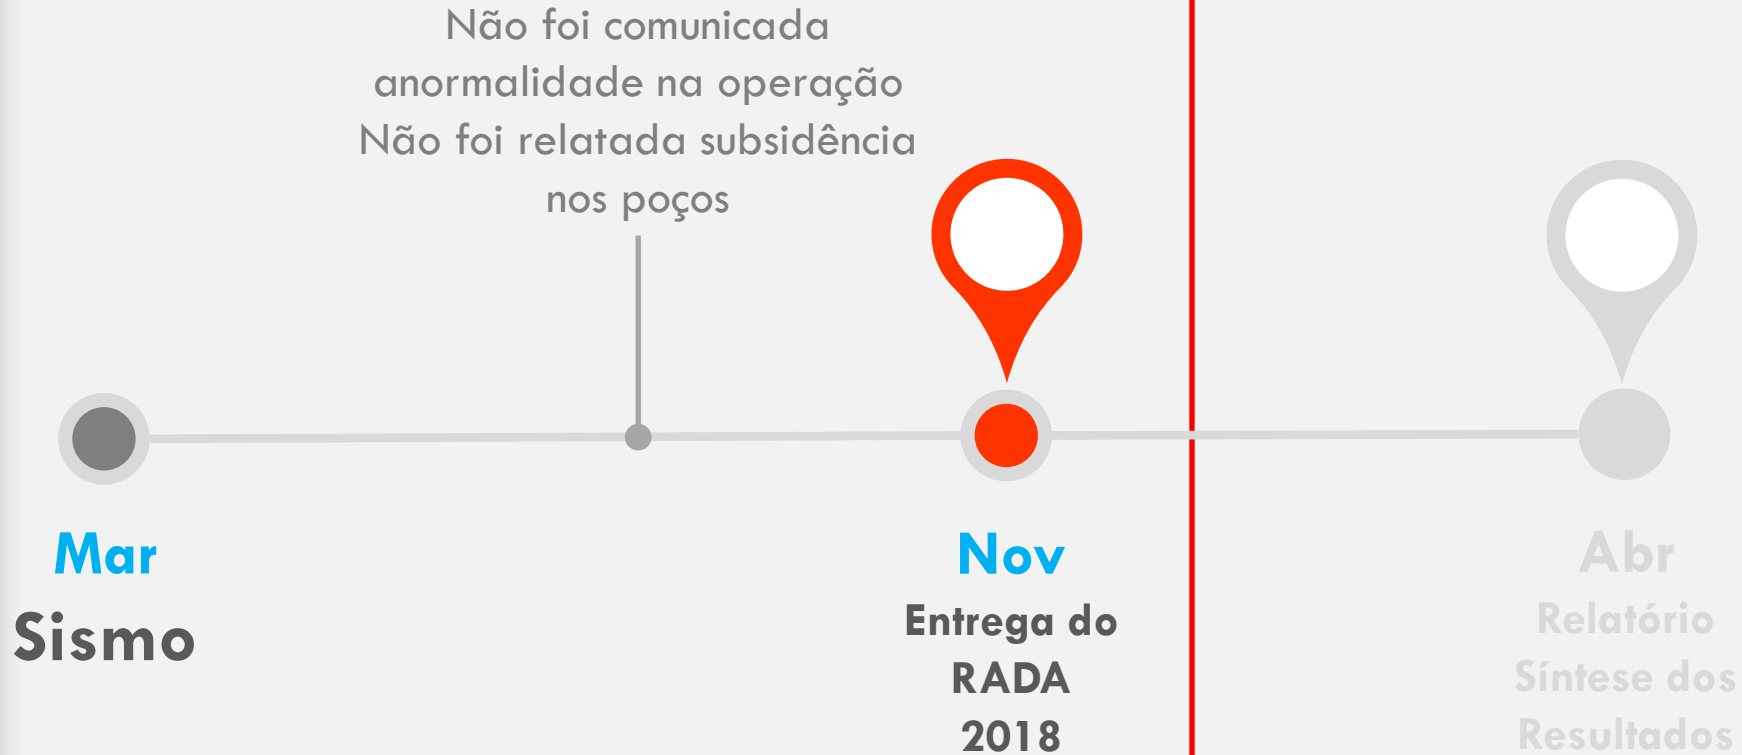 Não foi comunicada
anormalidade na operação
Não foi relatada subsidência
nos poços
Mar
Sismo
Nov
Entrega do
RADA
2018
Abr
Relatório
Síntese dos
Resultados